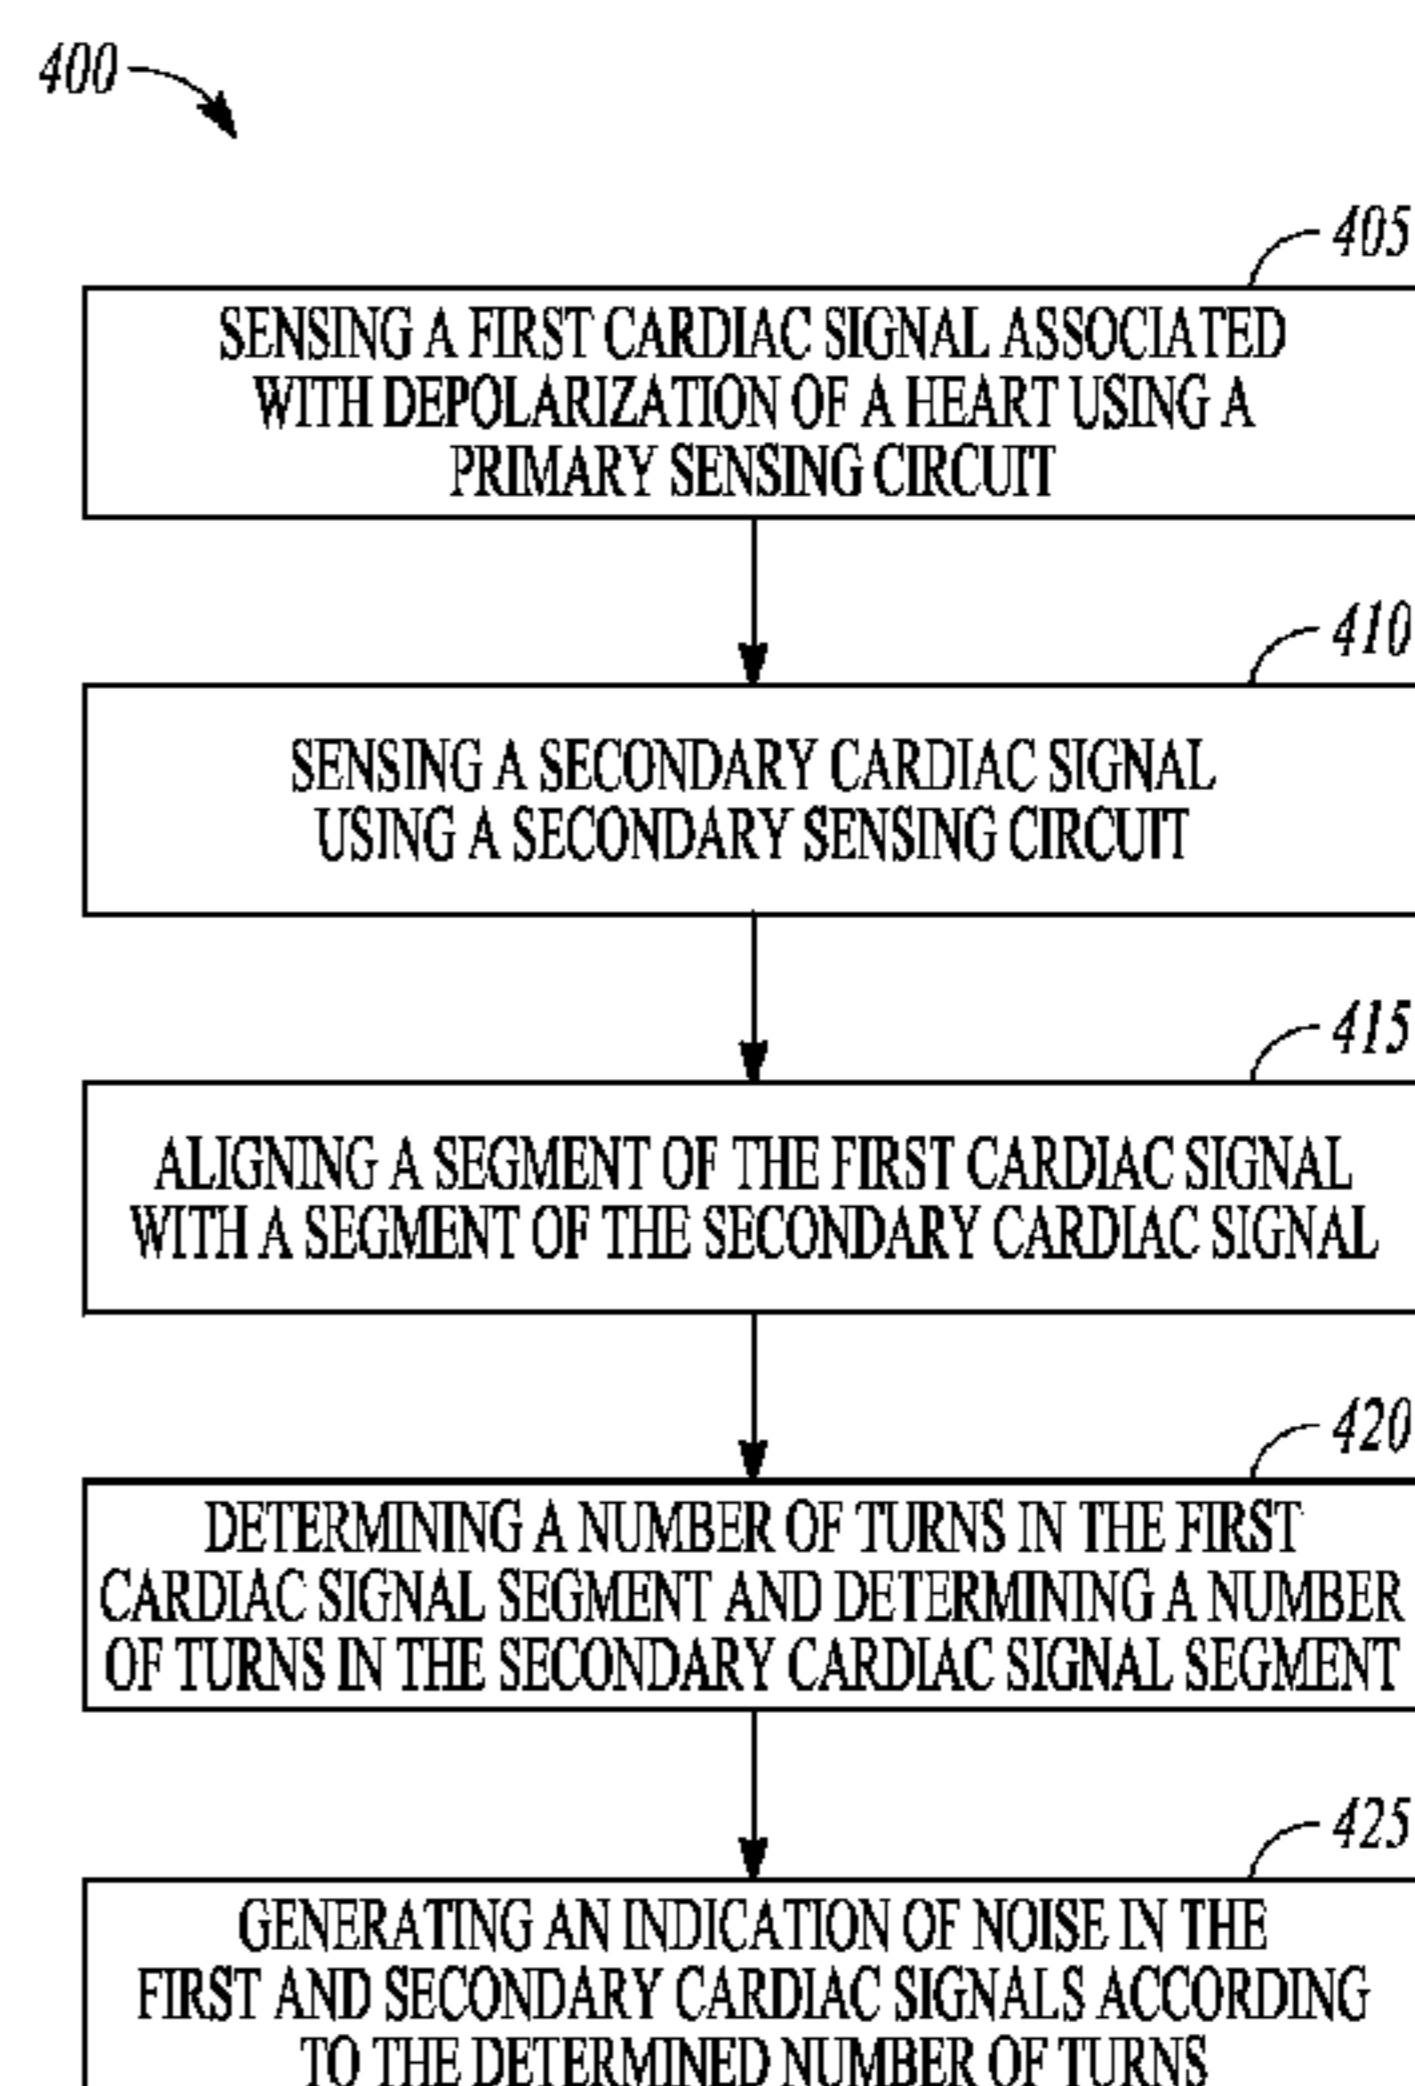 400
405
SENSING A FIRST CARDIAC SIGNAL ASSOCIATED
WITH DEPOLARIZATION OF A HEART USING A
PRIMARY SENSING CIRCUIT
410
SENSING A SECONDARY CARDIAC SIGNAL
USING A SECONDARY SENSING CIRCUIT
415
ALIGNING A SEGMENT OF THE FIRST CARDIAC SIGNAL
WITH A SEGMENT OF THE SECONDARY CARDIAC SIGNAL
420
DETERMINING A NUMBER OF TURNS IN THE FIRST
CARDIAC SIGNAL SEGMENT AND DETERMINING A NUMBER
OF TURNS IN THE SECONDARY CARDIAC SIGNAL SEGMENT
425
GENERATING AN INDICATION OF NOISE IN THE
FIRST AND SECONDARY CARDIAC SIGNALS ACCORDING
TO THE DETERMINED NUMBER OF TURNS